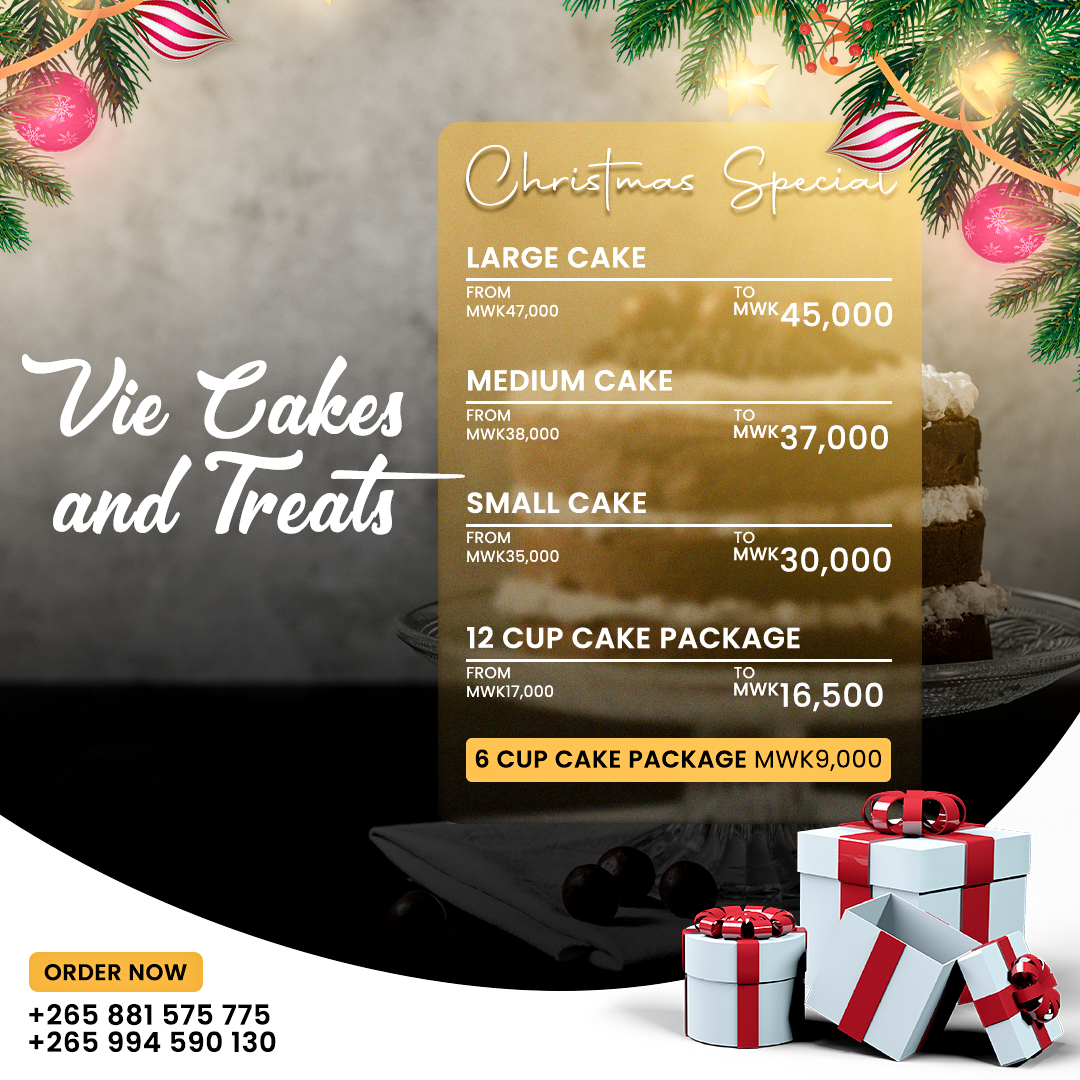 Vie Cakes
and Treats
Christmas Special
LARGE CAKE
FROM
MWK47,000
TO
MWK45,000
MEDIUM CAKE
FROM
MWK38,000
TO
MWK37,000
SMALL CAKE
FROM
MWK35,000
TO
MWK30,000
12 CUP CAKE PACKAGE
FROM
MWK17,000
TO
MWK16,500
6 CUP CAKE PACKAGE MWK9,000
ORDER NOW
+265 881 575 775
+265 994 590 130